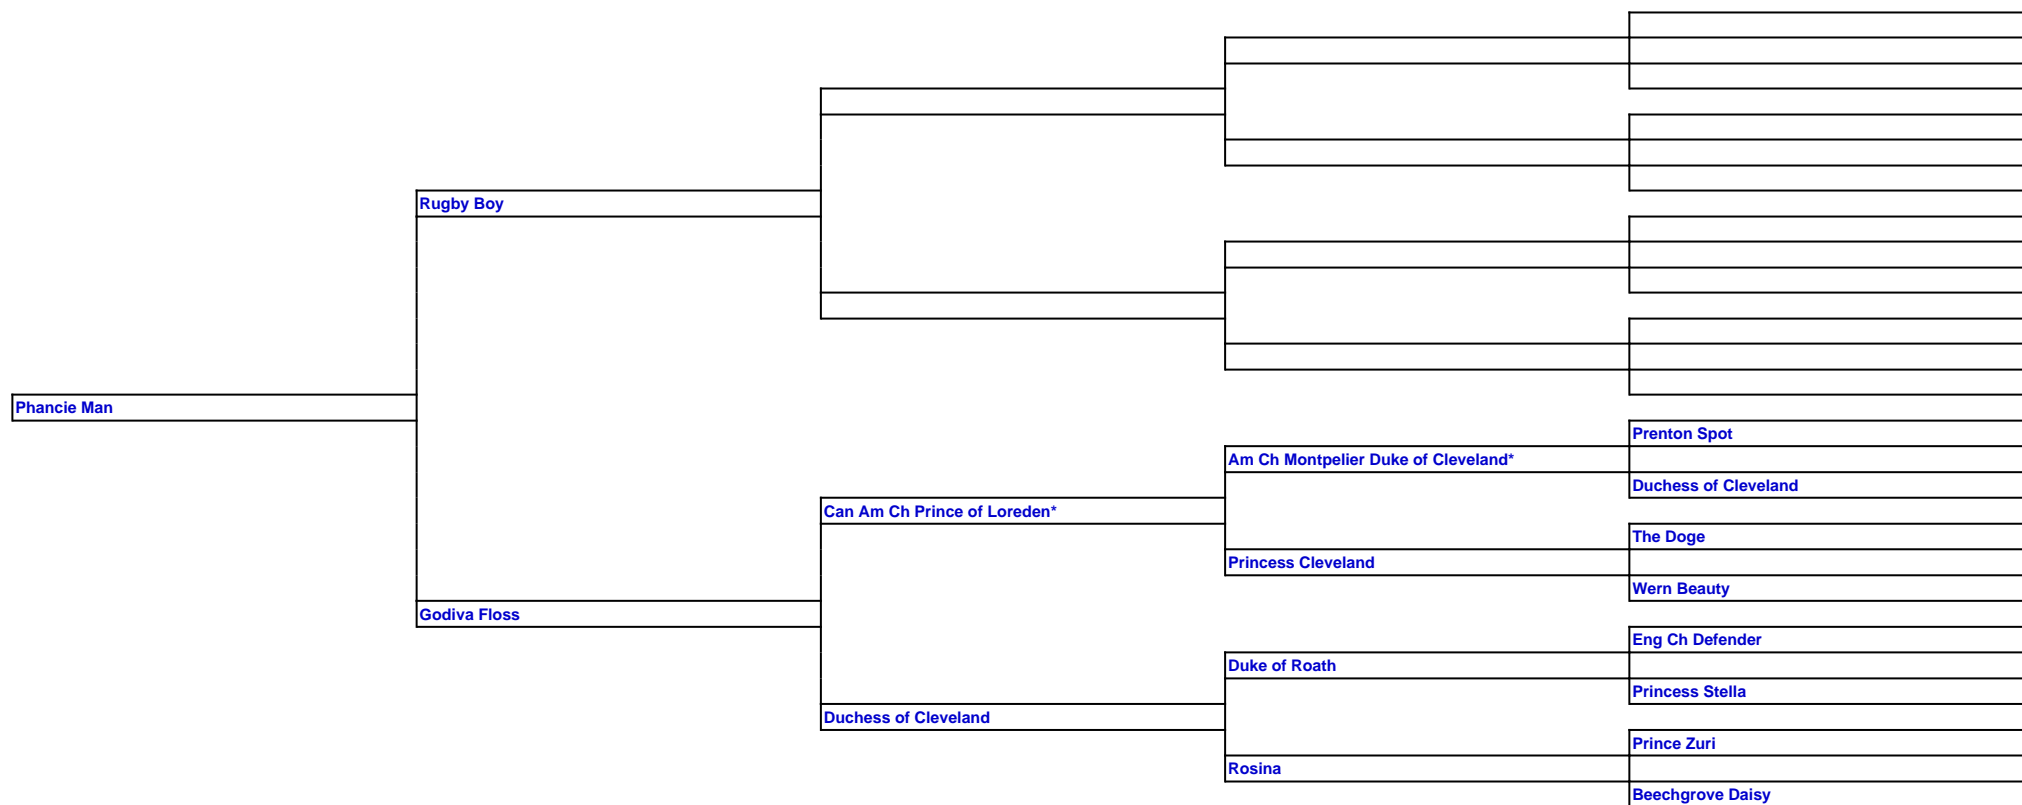 Rugby Boy
Phancie Man
Prenton Spot
Am Ch Montpelier Duke of Cleveland*
Duchess of Cleveland
Can Am Ch Prince of Loreden*
The Doge
Princess Cleveland
Wern Beauty
Godiva Floss
Eng Ch Defender
Duke of Roath
Princess Stella
Duchess of Cleveland
Prince Zuri
Rosina
Beechgrove Daisy